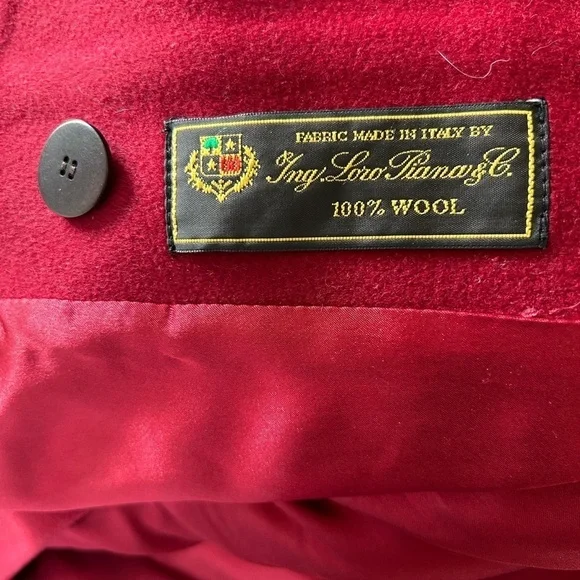 FABRIC MADE IN ITALY BY
Ing. Loro Piana & C.
100% WOOL